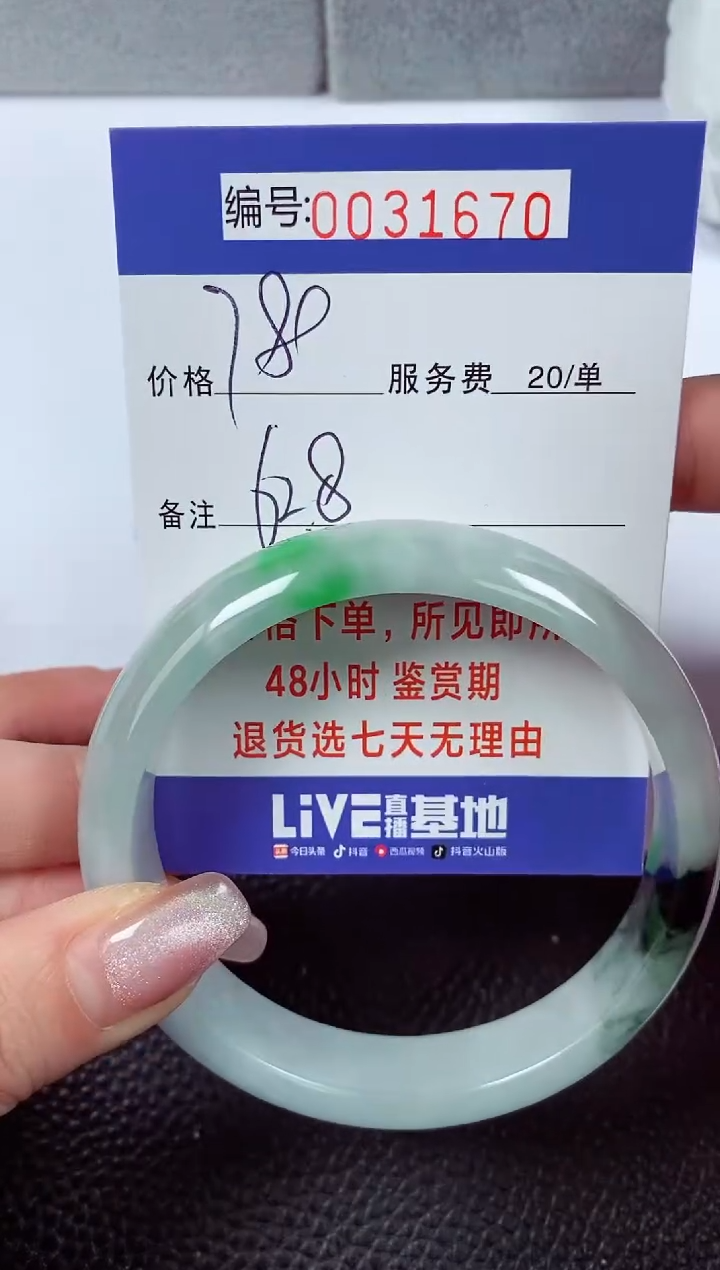 编号:0031670
价格 780 服务费 20/单
备注 628
格下单，所见即所
48小时 鉴赏期
退货选七天无理由
LiVE直播基地
今日头条 抖音 西瓜视频 抖音火山版